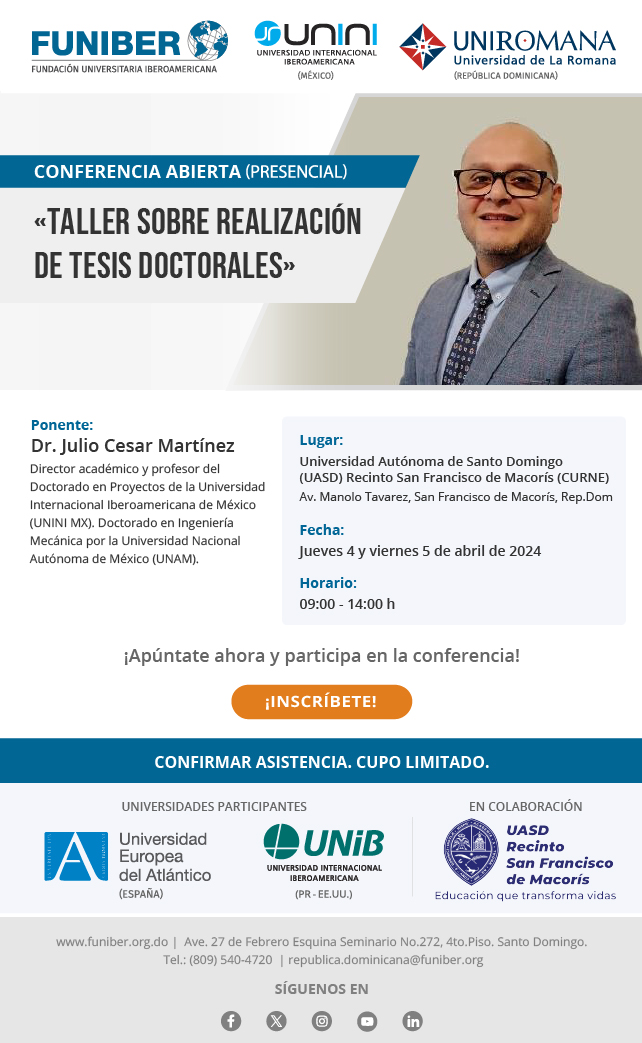 FUNIBER
FUNDACIÓN UNIVERSITARIA IBEROAMERICANA
UNINI
UNIVERSIDAD INTERNACIONAL
IBEROAMERICANA
(MÉXICO)
UNIROMANA
Universidad de La Romana
(REPÚBLICA DOMINICANA)
CONFERENCIA ABIERTA (PRESENCIAL)
«TALLER SOBRE REALIZACIÓN
DE TESIS DOCTORALES»
Ponente:
Dr. Julio Cesar Martínez
Director académico y profesor del
Doctorado en Proyectos de la Universidad
Internacional Iberoamericana de México
(UNINI MX). Doctorado en Ingeniería
Mecánica por la Universidad Nacional
Autónoma de México (UNAM).
Lugar:
Universidad Autónoma de Santo Domingo
(UASD) Recinto San Francisco de Macorís (CURNE)
Av. Manolo Tavarez, San Francisco de Macorís, Rep.Dom
Fecha:
Jueves 4 y viernes 5 de abril de 2024
Horario:
09:00 - 14:00 h
¡Apúntate ahora y participa en la conferencia!
¡INSCRÍBETE!
CONFIRMAR ASISTENCIA. CUPO LIMITADO.
UNIVERSIDADES PARTICIPANTES
Universidad
Europea
del Atlántico
(ESPAÑA)
UNiB
UNIVERSIDAD INTERNACIONAL
IBEROAMERICANA
(PR - EE.UU.)
EN COLABORACIÓN
UASD
Recinto
San Francisco
de Macorís
Educación que transforma vidas
www.funiber.org.do | Ave. 27 de Febrero Esquina Seminario No.272, 4to.Piso. Santo Domingo.
Tel.: (809) 540-4720 | republica.dominicana@funiber.org
SÍGUENOS EN